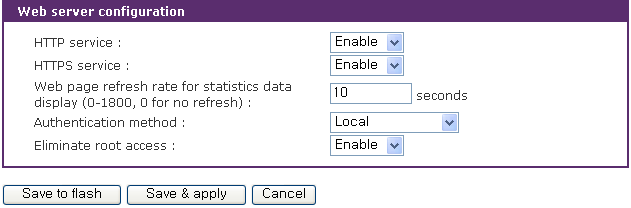 Web server configuration
HTTP service : Enable
HTTPS service : Enable
Web page refresh rate for statistics data
display (0-1800, 0 for no refresh) : 10 seconds
Authentication method : Local
Eliminate root access : Enable
Save to flash Save & apply Cancel